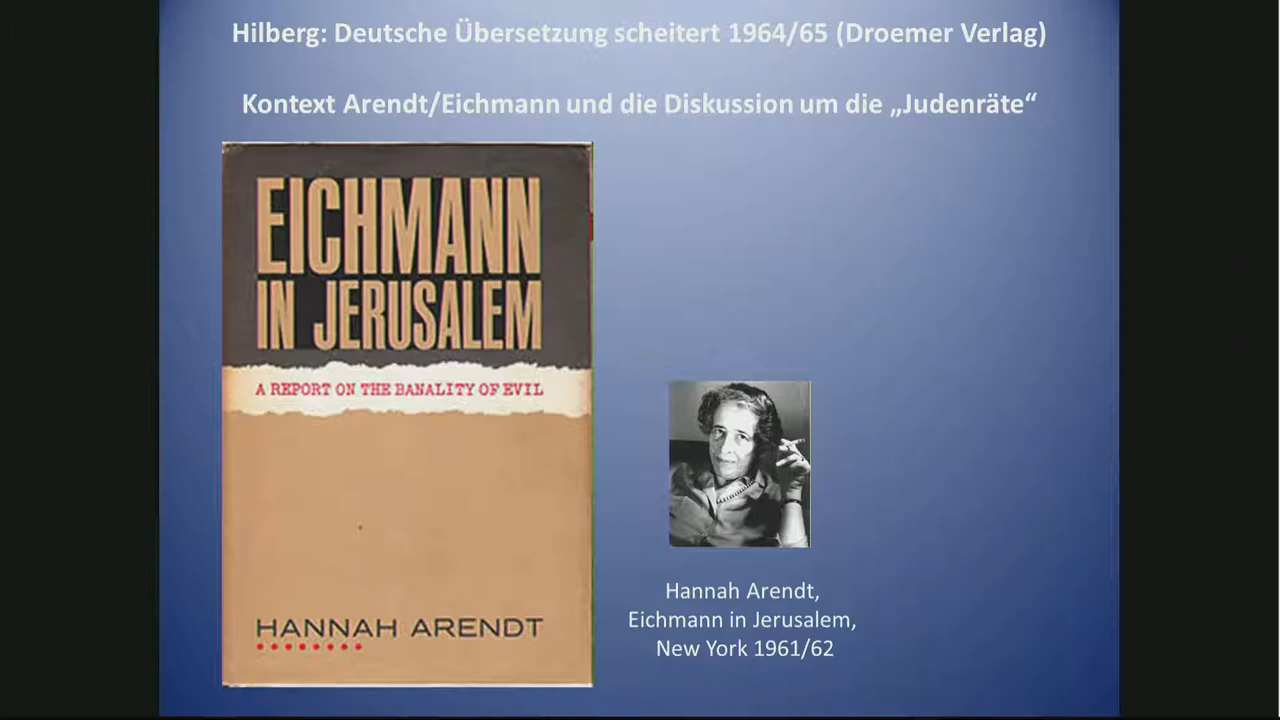 Hilberg: Deutsche Übersetzung scheitert 1964/65 (Droemer Verlag)
Kontext Arendt/Eichmann und die Diskussion um die „Judenräte“
EICHMANN
IN JERUSALEM
A REPORT ON THE BANALITY OF EVIL
HANNAH ARENDT
Hannah Arendt,
Eichmann in Jerusalem,
New York 1961/62